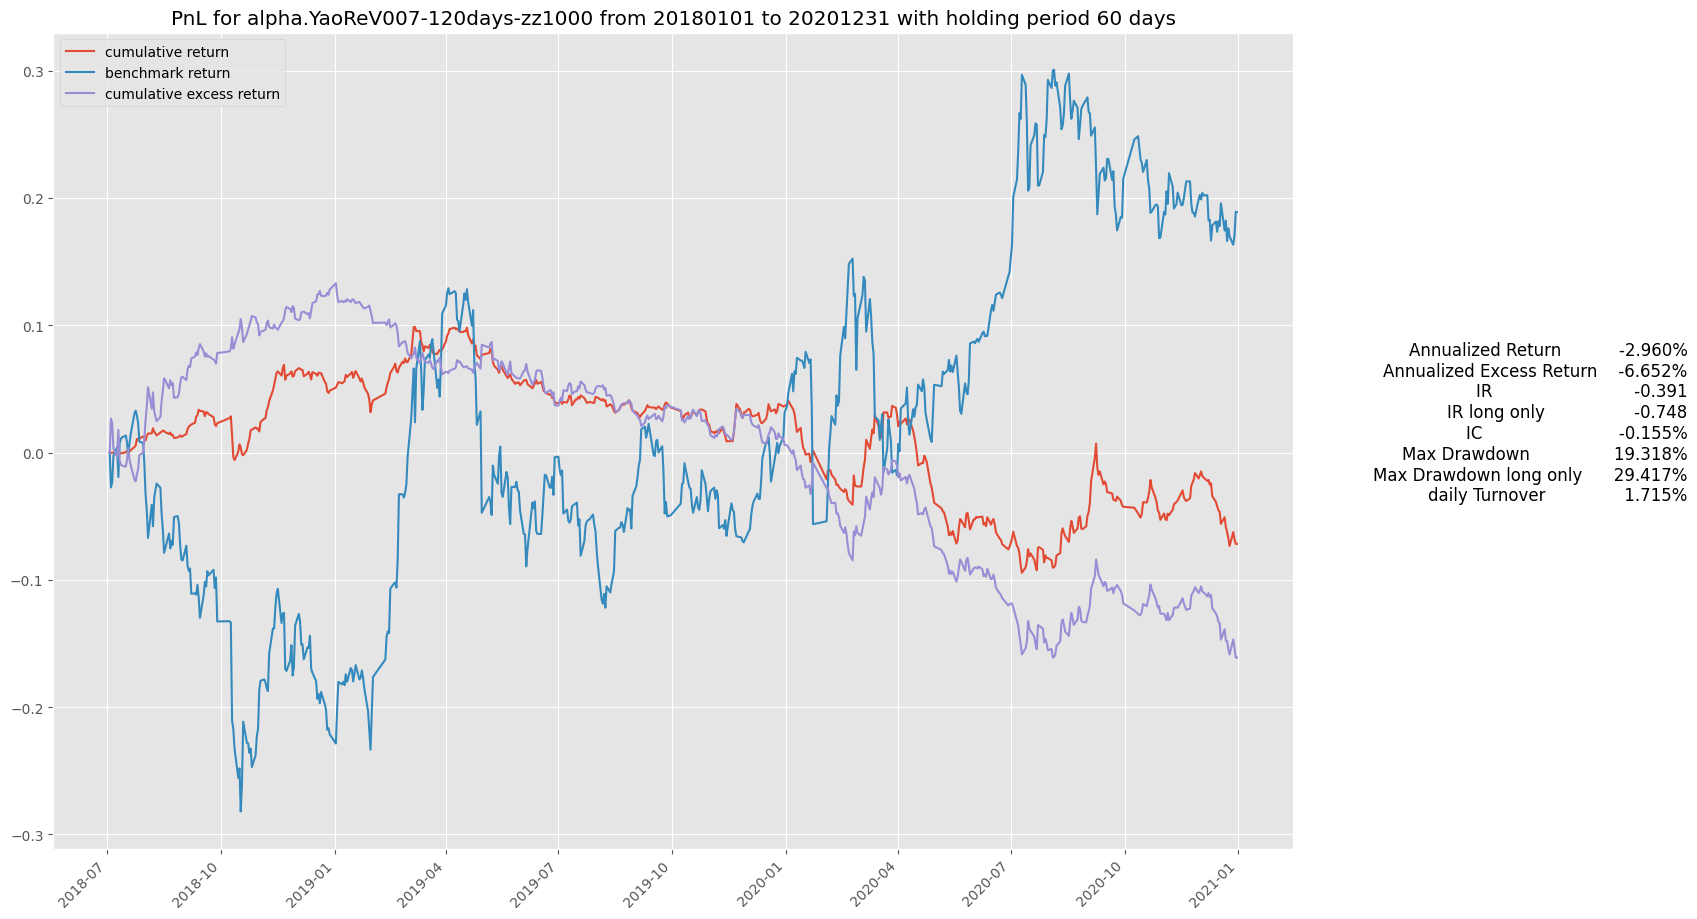 PnL for alpha.YaoReV007-120days-zz1000 from 20180101 to 20201231 with holding period 60 days
cumulative return
benchmark return
cumulative excess return
0.3
0.2
0.1
0.0
−0.1
−0.2
−0.3
2018-07
2018-10
2019-01
2019-04
2019-07
2019-10
2020-01
2020-04
2020-07
2020-10
2021-01
Annualized Return -2.960%
Annualized Excess Return -6.652%
IR -0.391
IR long only -0.748
IC -0.155%
Max Drawdown 19.318%
Max Drawdown long only 29.417%
daily Turnover 1.715%